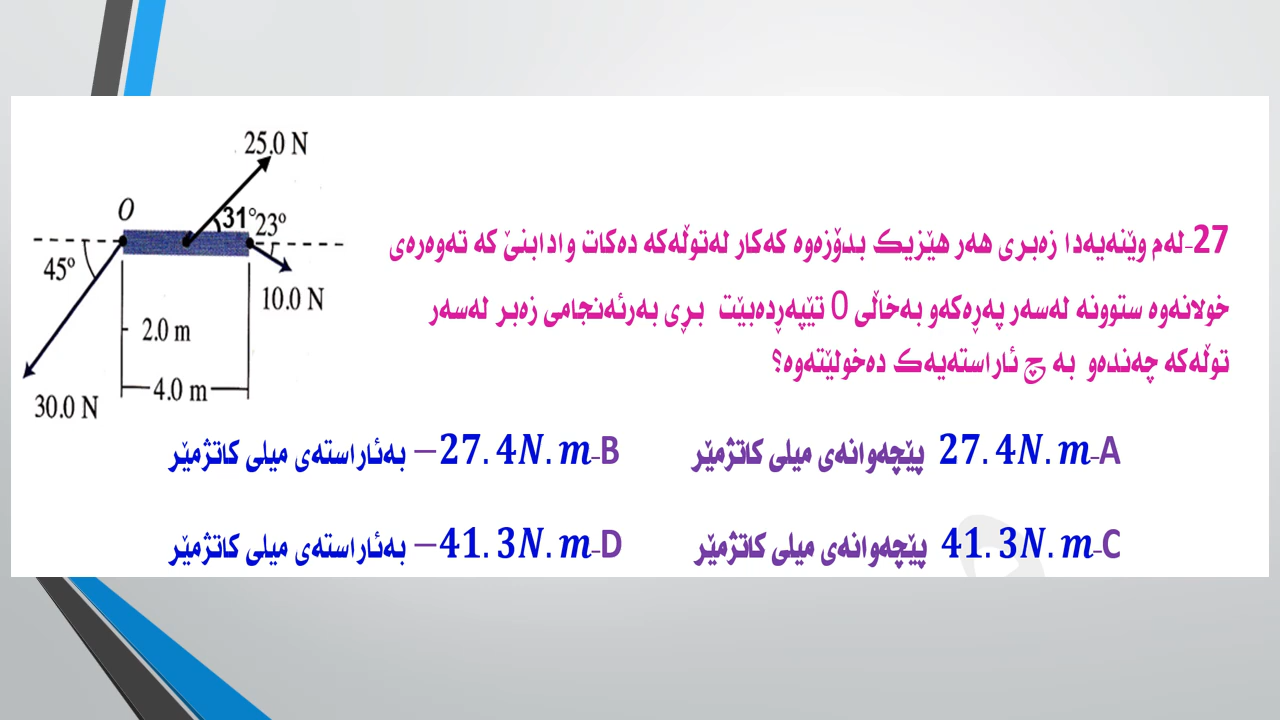 27-لەم وێنەیەدا زەبری هەر هێزیک بدۆزەوە کەکار لەتوڵەکە دەکات وادابنێ کە تەوەرەی
خولانەوە ستوونە لەسەر پەڕەکەو بەخاڵی O تێپەڕدەبێت بڕی بەرئەنجامی زەبر لەسەر
توڵەکە چەندەو بە چ ئاراستەیەک دەخولێتەوە؟
25.0 N
O
31°
23º
45º
10.0 N
2.0 m
4.0 m
30.0 N
A-27.4N.m پێچەوانەی میلی کاتژمێر
B-−27.4N.m بەئاراستەی میلی کاتژمێر
C-41.3N.m پێچەوانەی میلی کاتژمێر
D-−41.3N.m بەئاراستەی میلی کاتژمێر